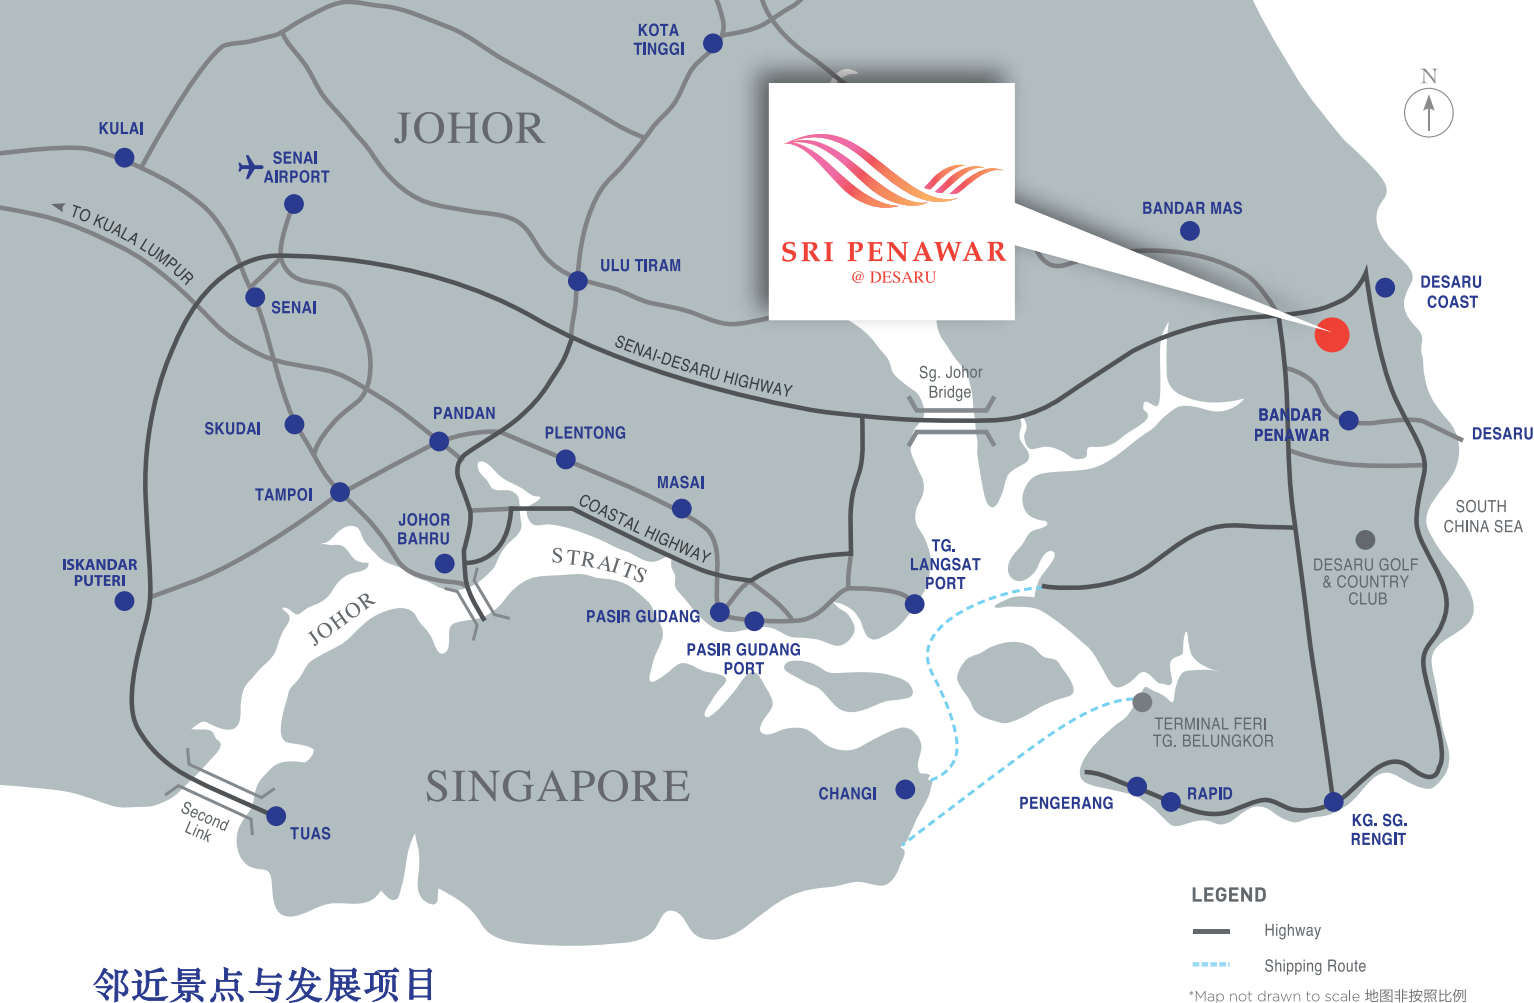 KOTA
TINGGI
JOHOR
N
KULAI
SENAI
AIRPORT
TO KUALA LUMPUR
BANDAR MAS
SRI PENAWAR
@ DESARU
ULU TIRAM
SENAI
DESARU
COAST
SENAI-DESARU HIGHWAY
Sg. Johor
Bridge
SKUDAI
PANDAN
PLENTONG
BANDAR
PENAWAR
DESARU
TAMPOI
MASAI
JOHOR
BAHRU
COASTAL HIGHWAY
SOUTH
CHINA SEA
ISKANDAR
PUTERI
STRAITS
TG.
LANGSAT
PORT
DESARU GOLF
& COUNTRY
CLUB
JOHOR
PASIR GUDANG
PASIR GUDANG
PORT
TERMINAL FERI
TG. BELUNGKOR
SINGAPORE
CHANGI
PENGERANG
RAPID
Second
Link
TUAS
KG. SG.
RENGIT
LEGEND
Highway
Shipping Route
*Map not drawn to scale 地图非按照比例
邻近景点与发展项目